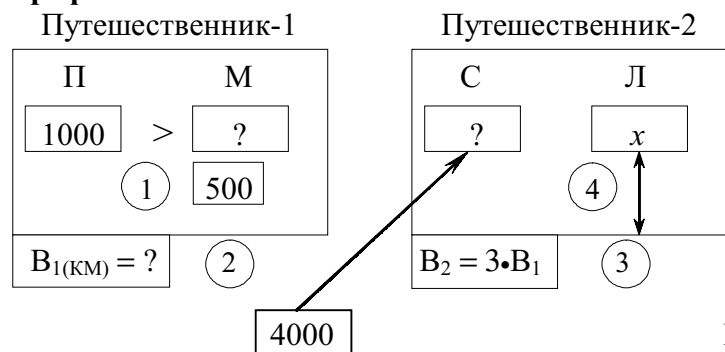 Путешественник-1 Путешественник-2
П М С Л
1000 > ? ? x
1 500 4
B₁₍КМ₎ = ? 2 B₂ = 3•B₁ 3
4000